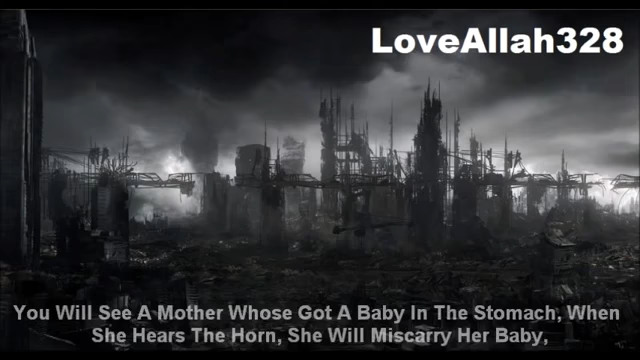 LoveAllah328
You Will See A Mother Whose Got A Baby In The Stomach, When
She Hears The Horn, She Will Miscarry Her Baby,